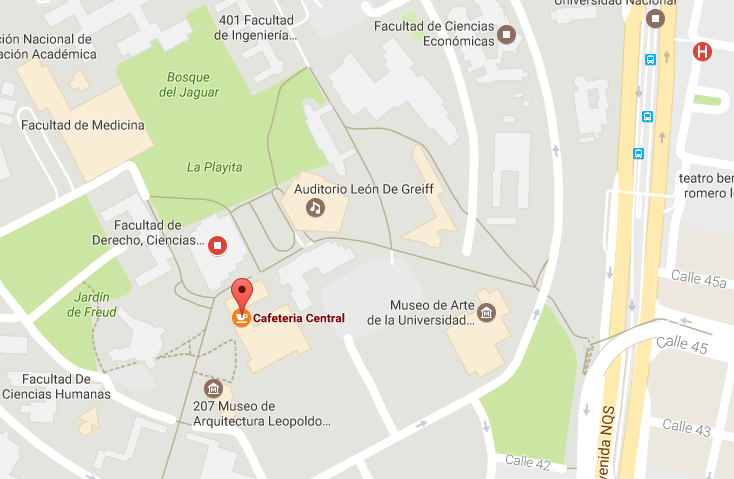 Universidad Nacional
401 Facultad
de Ingeniería...
Facultad de Ciencias
Económicas
ción Nacional de
ación Académica
Bosque
del Jaguar
H
Facultad de Medicina
La Playita
teatro ber
romero l
Auditorio León De Greiff
Facultad de
Derecho, Ciencias...
Calle 45a
Jardín
de Freud
Cafeteria Central
Museo de Arte
de la Universidad...
Calle 45
Facultad De
Ciencias Humanas
207 Museo de
Arquitectura Leopoldo...
Calle 43
venida NQS
Calle 42